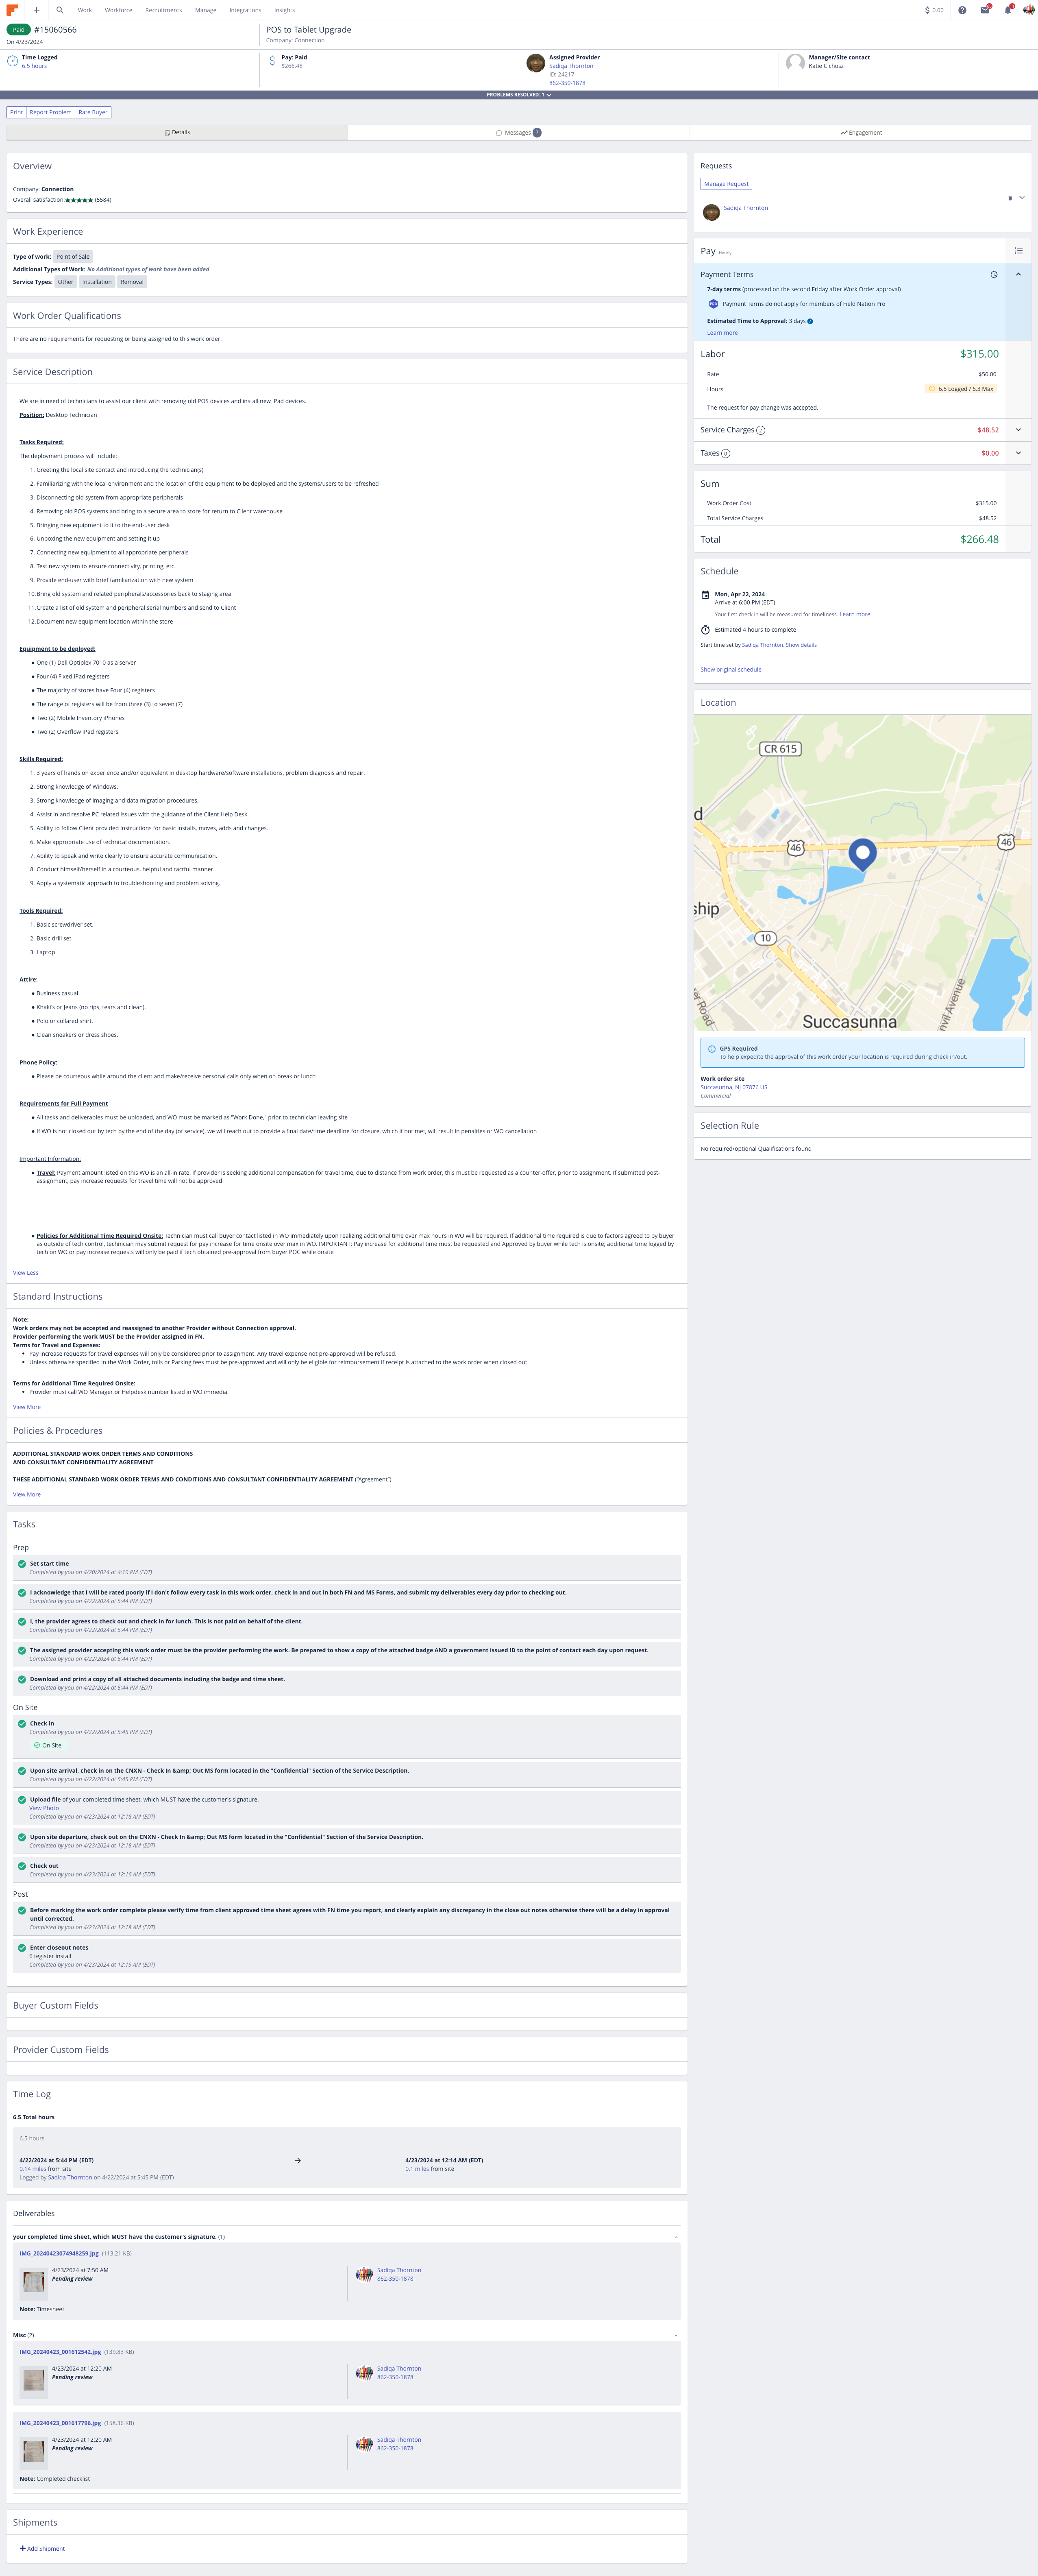 Work Workforce Recruitments Manage Integrations Insights $ 0.00
Paid #15060566
On 4/23/2024
POS to Tablet Upgrade
Company: Connection
Time Logged
6.5 hours
Pay: Paid
$266.48
Assigned Provider
Sadiqa Thornton
ID: 24217
862-350-1878
Manager/Site contact
Katie Cichosz
PROBLEMS RESOLVED: 1
Print Report Problem Rate Buyer
Details Messages 7 Engagement
Overview
Company: Connection
Overall satisfaction: ★★★★★ (5584)
Work Experience
Type of work: Point of Sale
Additional Types of Work: No Additional types of work have been added
Service Types: Other Installation Removal
Work Order Qualifications
There are no requirements for requesting or being assigned to this work order.
Service Description
We are in need of technicians to assist our client with removing old POS devices and install new iPad devices.
Position: Desktop Technician
Tasks Required:
The deployment process will include:
1. Greeting the local site contact and introducing the technician(s)
2. Familiarizing with the local environment and the location of the equipment to be deployed and the systems/users to be refreshed
3. Disconnecting old system from appropriate peripherals
4. Removing old POS systems and bring to a secure area to store for return to Client warehouse
5. Bringing new equipment to it to the end-user desk
6. Unboxing the new equipment and setting it up
7. Connecting new equipment to all appropriate peripherals
8. Test new system to ensure connectivity, printing, etc.
9. Provide end-user with brief familiarization with new system
10. Bring old system and related peripherals/accessories back to staging area
11. Create a list of old system and peripheral serial numbers and send to Client
12. Document new equipment location within the store
Equipment to be deployed:
● One (1) Dell Optiplex 7010 as a server
● Four (4) Fixed iPad registers
● The majority of stores have Four (4) registers
● The range of registers will be from three (3) to seven (7)
● Two (2) Mobile Inventory iPhones
● Two (2) Overflow iPad registers
Skills Required:
1. 3 years of hands on experience and/or equivalent in desktop hardware/software installations, problem diagnosis and repair.
2. Strong knowledge of Windows.
3. Strong knowledge of imaging and data migration procedures.
4. Assist in and resolve PC related issues with the guidance of the Client Help Desk.
5. Ability to follow Client provided instructions for basic installs, moves, adds and changes.
6. Make appropriate use of technical documentation.
7. Ability to speak and write clearly to ensure accurate communication.
8. Conduct himself/herself in a courteous, helpful and tactful manner.
9. Apply a systematic approach to troubleshooting and problem solving.
Tools Required:
1. Basic screwdriver set.
2. Basic drill set
3. Laptop
Attire:
● Business casual.
● Khaki's or Jeans (no rips, tears and clean).
● Polo or collared shirt.
● Clean sneakers or dress shoes.
Phone Policy:
● Please be courteous while around the client and make/receive personal calls only when on break or lunch
Requirements for Full Payment
● All tasks and deliverables must be uploaded, and WO must be marked as "Work Done," prior to technician leaving site
● If WO is not closed out by tech by the end of the day (of service), we will reach out to provide a final date/time deadline for closure, which if not met, will result in penalties or WO cancellation
Important Information:
● Travel: Payment amount listed on this WO is an all-in rate. If provider is seeking additional compensation for travel time, due to distance from work order, this must be requested as a counter-offer, prior to assignment. If submitted post-
assignment, pay increase requests for travel time will not be approved
● Policies for Additional Time Required Onsite: Technician must call buyer contact listed in WO immediately upon realizing additional time over max hours in WO will be required. If additional time required is due to factors agreed to by buyer
as outside of tech control, technician may submit request for pay increase for time onsite over max in WO. IMPORTANT: Pay increase for additional time must be requested and Approved by buyer while tech is onsite; additional time logged by
tech on WO or pay increase requests will only be paid if tech obtained pre-approval from buyer POC while onsite
View Less
Standard Instructions
Note:
Work orders may not be accepted and reassigned to another Provider without Connection approval.
Provider performing the work MUST be the Provider assigned in FN.
Terms for Travel and Expenses:
• Pay increase requests for travel expenses will only be considered prior to assignment. Any travel expense not pre-approved will be refused.
• Unless otherwise specified in the Work Order, tolls or Parking fees must be pre-approved and will only be eligible for reimbursement if receipt is attached to the work order when closed out.
Terms for Additional Time Required Onsite:
• Provider must call WO Manager or Helpdesk number listed in WO immedia
View More
Policies & Procedures
ADDITIONAL STANDARD WORK ORDER TERMS AND CONDITIONS
AND CONSULTANT CONFIDENTIALITY AGREEMENT
THESE ADDITIONAL STANDARD WORK ORDER TERMS AND CONDITIONS AND CONSULTANT CONFIDENTIALITY AGREEMENT ("Agreement")
View More
Tasks
Prep
Set start time
Completed by you on 4/20/2024 at 4:10 PM (EDT)
I acknowledge that I will be rated poorly if I don't follow every task in this work order, check in and out in both FN and MS Forms, and submit my deliverables every day prior to checking out.
Completed by you on 4/22/2024 at 5:44 PM (EDT)
I, the provider agrees to check out and check in for lunch. This is not paid on behalf of the client.
Completed by you on 4/22/2024 at 5:44 PM (EDT)
The assigned provider accepting this work order must be the provider performing the work. Be prepared to show a copy of the attached badge AND a government issued ID to the point of contact each day upon request.
Completed by you on 4/22/2024 at 5:44 PM (EDT)
Download and print a copy of all attached documents including the badge and time sheet.
Completed by you on 4/22/2024 at 5:44 PM (EDT)
On Site
Check in
Completed by you on 4/22/2024 at 5:45 PM (EDT)
On Site
Upon site arrival, check in on the CNXN - Check In &amp; Out MS form located in the "Confidential" Section of the Service Description.
Completed by you on 4/22/2024 at 5:45 PM (EDT)
Upload file of your completed time sheet, which MUST have the customer's signature.
View Photo
Completed by you on 4/23/2024 at 12:18 AM (EDT)
Upon site departure, check out on the CNXN - Check In &amp; Out MS form located in the "Confidential" Section of the Service Description.
Completed by you on 4/23/2024 at 12:18 AM (EDT)
Check out
Completed by you on 4/23/2024 at 12:16 AM (EDT)
Post
Before marking the work order complete please verify time from client approved time sheet agrees with FN time you report, and clearly explain any discrepancy in the close out notes otherwise there will be a delay in approval
until corrected.
Completed by you on 4/23/2024 at 12:18 AM (EDT)
Enter closeout notes
6 tegister install
Completed by you on 4/23/2024 at 12:19 AM (EDT)
Buyer Custom Fields
Provider Custom Fields
Time Log
6.5 Total hours
6.5 hours
4/22/2024 at 5:44 PM (EDT) → 4/23/2024 at 12:14 AM (EDT)
0.14 miles from site 0.1 miles from site
Logged by Sadiqa Thornton on 4/22/2024 at 5:45 PM (EDT)
Deliverables
your completed time sheet, which MUST have the customer's signature. (1)
IMG_20240423074948259.jpg (113.21 KB)
4/23/2024 at 7:50 AM
Pending review
Sadiqa Thornton
862-350-1878
Note: Timesheet
Misc (2)
IMG_20240423_001612542.jpg (139.83 KB)
4/23/2024 at 12:20 AM
Pending review
Sadiqa Thornton
862-350-1878
IMG_20240423_001617796.jpg (158.36 KB)
4/23/2024 at 12:20 AM
Pending review
Sadiqa Thornton
862-350-1878
Note: Completed checklist
Shipments
Add Shipment
Requests
Manage Request
Sadiqa Thornton
Pay Hourly
Payment Terms
7-day terms (processed on the second Friday after Work Order approval)
Payment Terms do not apply for members of Field Nation Pro
Estimated Time to Approval: 3 days
Learn more
Labor $315.00
Rate $50.00
Hours 6.5 Logged / 6.3 Max
The request for pay change was accepted.
Service Charges 2 $48.52
Taxes 0 $0.00
Sum
Work Order Cost $315.00
Total Service Charges $48.52
Total $266.48
Schedule
Mon, Apr 22, 2024
Arrive at 6:00 PM (EDT)
Your first check in will be measured for timeliness. Learn more
Estimated 4 hours to complete
Start time set by Sadiqa Thornton. Show details
Show original schedule
Location
CR 615
d
46
46
ship
10
er Road
Succasunna
nvil Avenue
GPS Required
To help expedite the approval of this work order your location is required during check in/out.
Work order site
Succasunna, NJ 07876 US
Commercial
Selection Rule
No required/optional Qualifications found